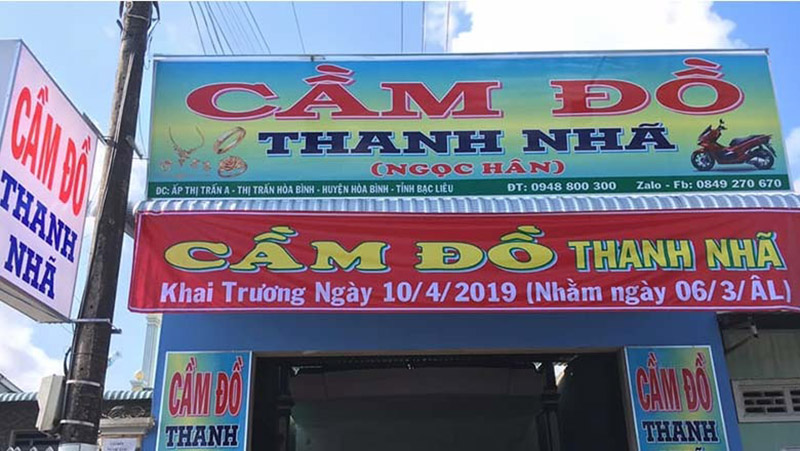 CẦM ĐỒ
THANH NHÃ
(NGỌC HÂN)
DC: ẤP THỊ TRẤN A - THỊ TRẤN HÒA BÌNH - HUYỆN HÒA BÌNH - TỈNH BẠC LIÊU
ĐT: 0948 800 300
Zalo - Fb: 0849 270 670
CẦM ĐỒ THANH NHÃ
Khai Trương Ngày 10/4/2019 (Nhằm ngày 06/3/ÂL)
CẦM ĐỒ
THANH
NHÃ
CẦM ĐỒ
THANH
CẦM ĐỒ
THANH